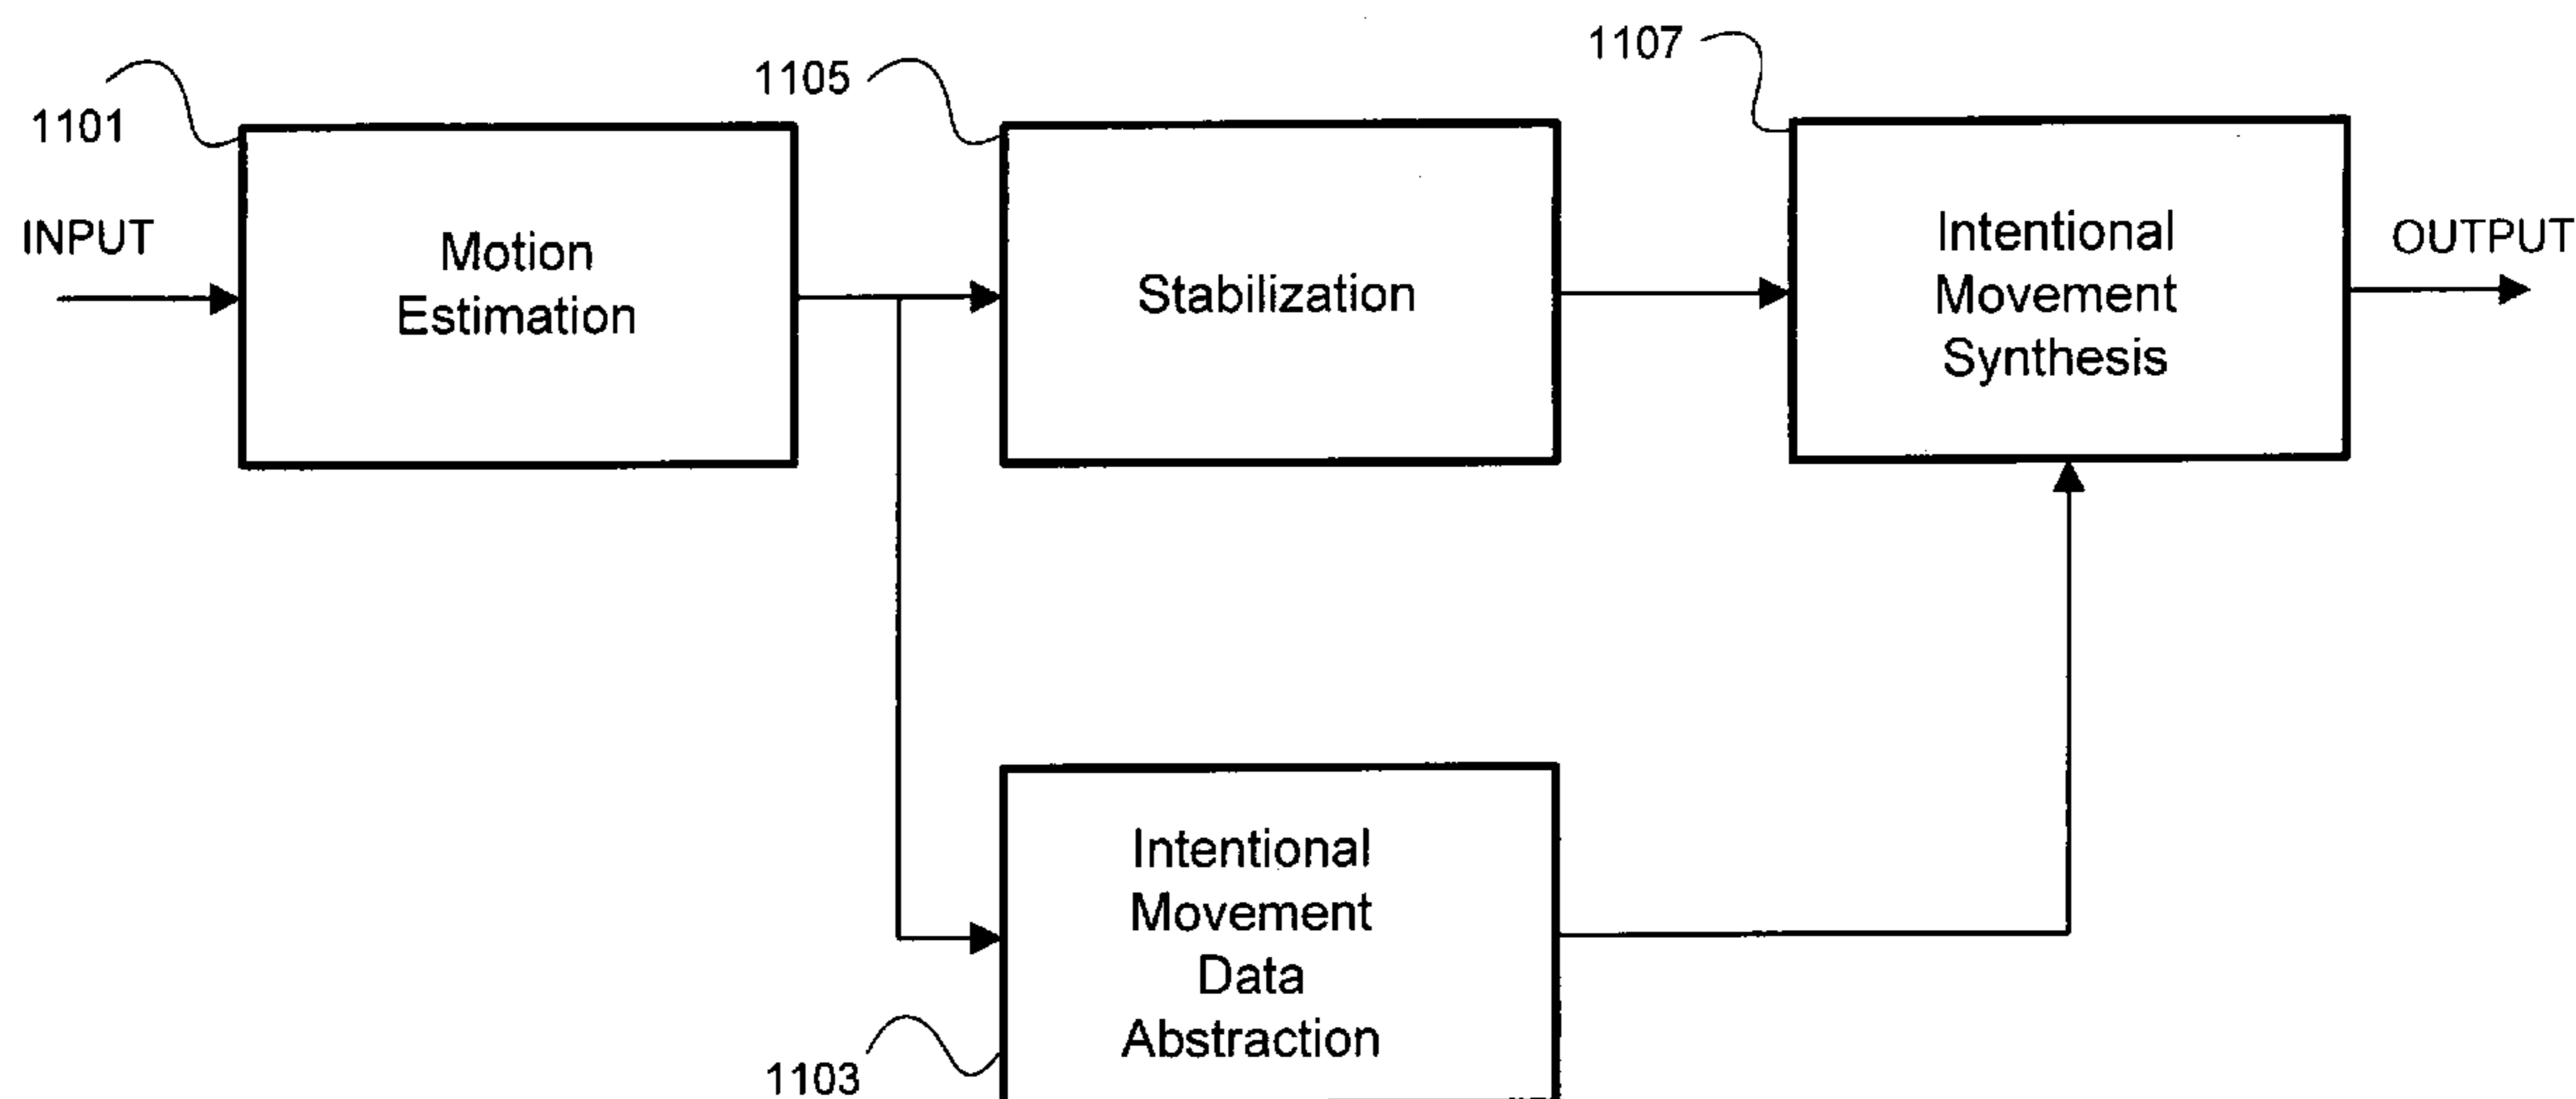 1107
1105
1101
INPUT
Motion
Estimation
Stabilization
Intentional
Movement
Synthesis
OUTPUT
Intentional
Movement
Data
Abstraction
1103